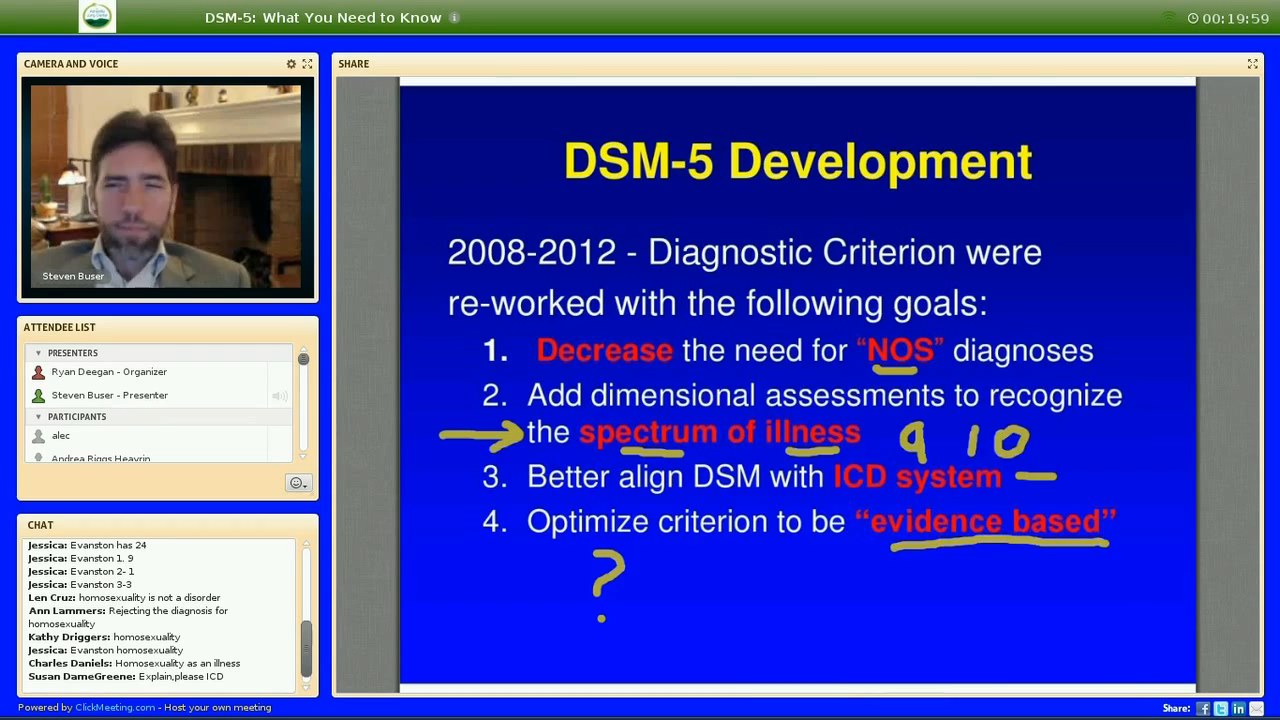 DSM-5: What You Need to Know
00:19:59
CAMERA AND VOICE
Steven Buser
ATTENDEE LIST
PRESENTERS
Ryan Deegan - Organizer
Steven Buser - Presenter
PARTICIPANTS
alec
Andrea Riggs Heavrin
CHAT
Jessica: Evanston has 24
Jessica: Evanston 1. 9
Jessica: Evanston 2- 1
Jessica: Evanston 3-3
Len Cruz: homosexuality is not a disorder
Ann Lammers: Rejecting the diagnosis for
homosexuality
Kathy Driggers: homosexuality
Jessica: Evanston homosexuality
Charles Daniels: Homosexuality as an illness
Susan DameGreene: Explain,please ICD
SHARE
DSM-5 Development
2008-2012 - Diagnostic Criterion were
re-worked with the following goals:
1. Decrease the need for “NOS” diagnoses
2. Add dimensional assessments to recognize
the spectrum of illness 9 10
3. Better align DSM with ICD system
4. Optimize criterion to be “evidence based”
?
Powered by ClickMeeting.com - Host your own meeting
Share: